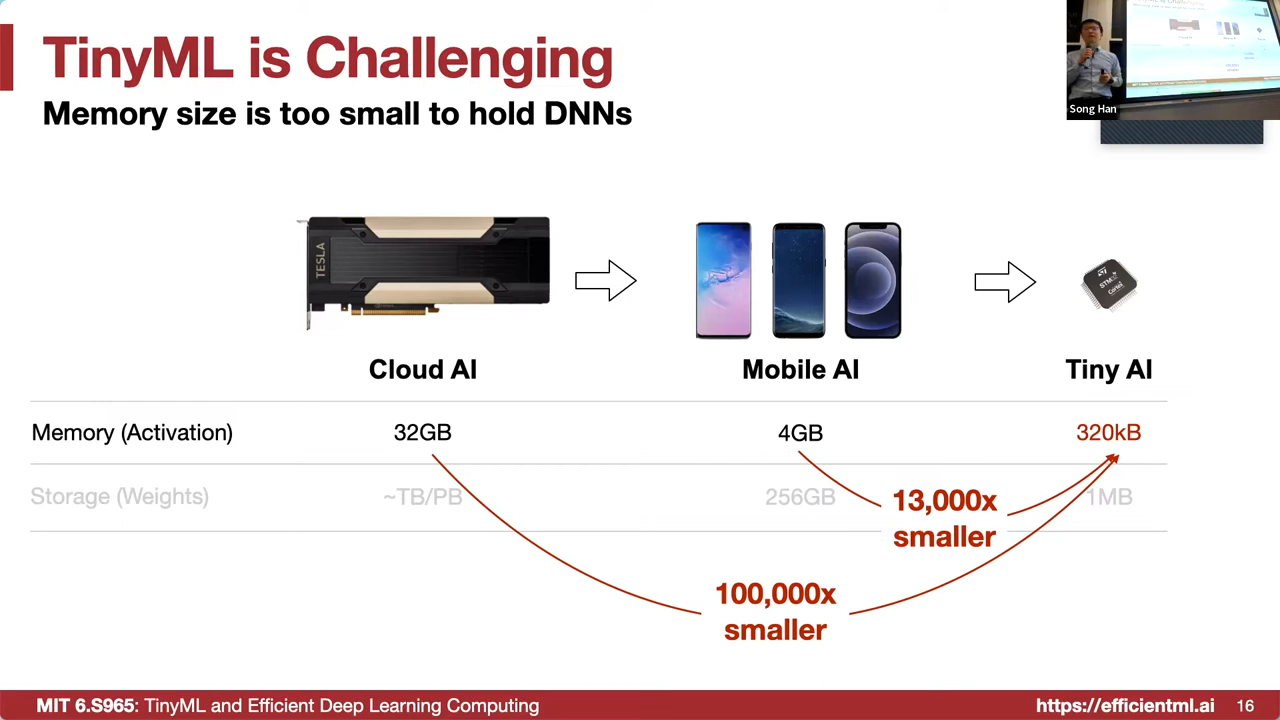 TinyML is Challenging
Memory size is too small to hold DNNs
Song Han
TESLA
STM32
Cloud AI
Mobile AI
Tiny AI
Memory (Activation) 32GB 4GB 320kB
Storage (Weights) ~TB/PB 256GB 1MB
13,000x
smaller
100,000x
smaller
MIT 6.S965: TinyML and Efficient Deep Learning Computing https://efficientml.ai 16